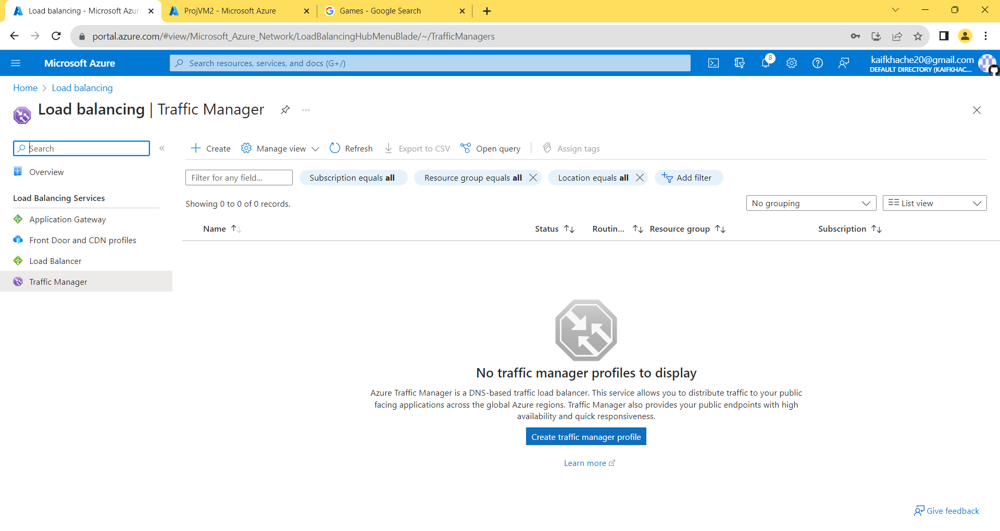 Load balancing - Microsoft Azur
ProjVM2 - Microsoft Azure
Games - Google Search
portal.azure.com/#view/Microsoft_Azure_Network/LoadBalancingHubMenuBlade/~/TrafficManagers
Microsoft Azure
Search resources, services, and docs (G+/)
8
kaifkhache20@gmail.com
DEFAULT DIRECTORY (KAIFKHAC...
Home > Load balancing
Load balancing | Traffic Manager
...
Search
«
Create
Manage view
Refresh
Export to CSV
Open query
Assign tags
Overview
Filter for any field...
Subscription equals all
Resource group equals all
Location equals all
Add filter
Load Balancing Services
Showing 0 to 0 of 0 records.
No grouping
List view
Application Gateway
Front Door and CDN profiles
Load Balancer
Traffic Manager
Name
Status
Routin...
Resource group
Subscription
No traffic manager profiles to display
Azure Traffic Manager is a DNS-based traffic load balancer. This service allows you to distribute traffic to your public
facing applications across the global Azure regions. Traffic Manager also provides your public endpoints with high
availability and quick responsiveness.
Create traffic manager profile
Learn more
Give feedback